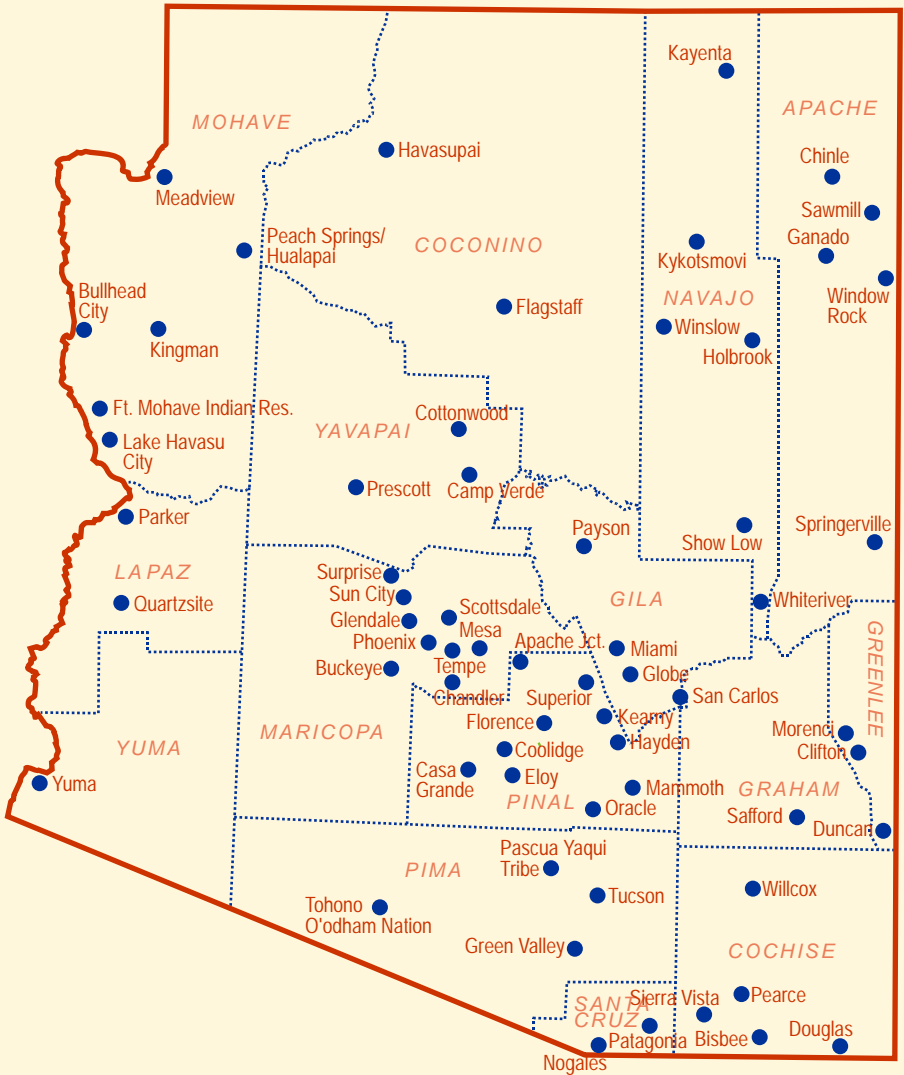 Kayenta
MOHAVE
APACHE
Havasupai
Chinle
Meadview
Sawmill
Peach Springs/
Hualapai
COCONINO
Ganado
Kykotsmovi
Bullhead
City
NAVAJO
Window
Rock
Flagstaff
Winslow
Kingman
Holbrook
Ft. Mohave Indian Res.
Cottonwood
YAVAPAI
Lake Havasu
City
Prescott
Camp Verde
Parker
Payson
Show Low
Springerville
LA PAZ
Surprise
Sun City
Quartzsite
GILA
Whiteriver
Glendale
Scottsdale
Mesa
GREENLEE
Phoenix
Apache Jct.
Miami
Buckeye
Tempe
Globe
Chandler
Superior
San Carlos
Florence
Kearny
MARICOPA
Morenci
YUMA
Coolidge
Hayden
Clifton
Casa
Grande
Eloy
Yuma
Mammoth
GRAHAM
PINAL
Oracle
Safford
Duncan
Pascua Yaqui
Tribe
PIMA
Willcox
Tucson
Tohono
O'odham Nation
Green Valley
COCHISE
Pearce
Sierra Vista
SANTA
CRUZ
Patagonia
Bisbee
Douglas
Nogales